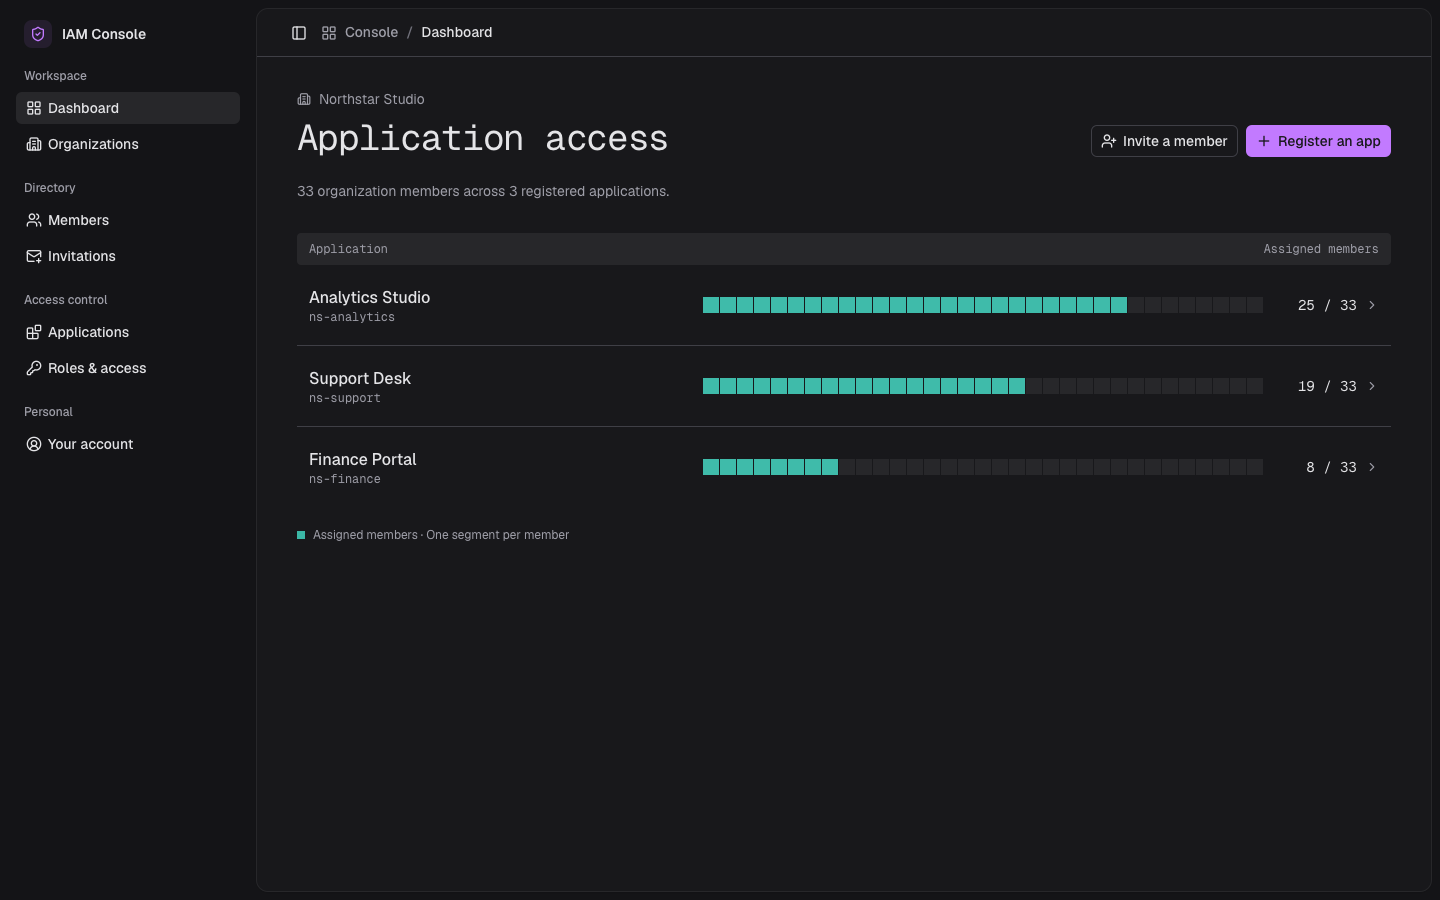 IAM Console
Workspace
Dashboard
Organizations
Directory
Members
Invitations
Access control
Applications
Roles & access
Personal
Your account
Console / Dashboard
Northstar Studio
Application access
Invite a member
Register an app
33 organization members across 3 registered applications.
Application Assigned members
Analytics Studio
ns-analytics
25 / 33
Support Desk
ns-support
19 / 33
Finance Portal
ns-finance
8 / 33
Assigned members · One segment per member